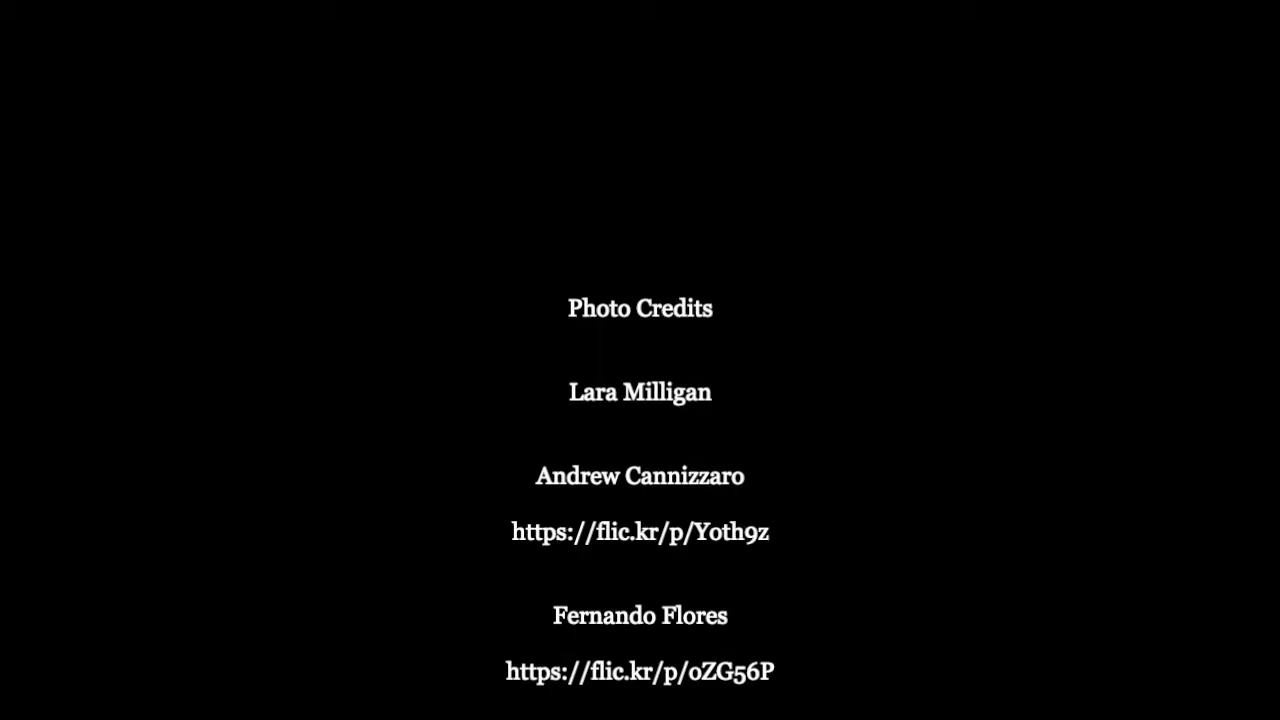 Photo Credits
Lara Milligan
Andrew Cannizzaro
https://flic.kr/p/Yoth9z
Fernando Flores
https://flic.kr/p/oZG56P